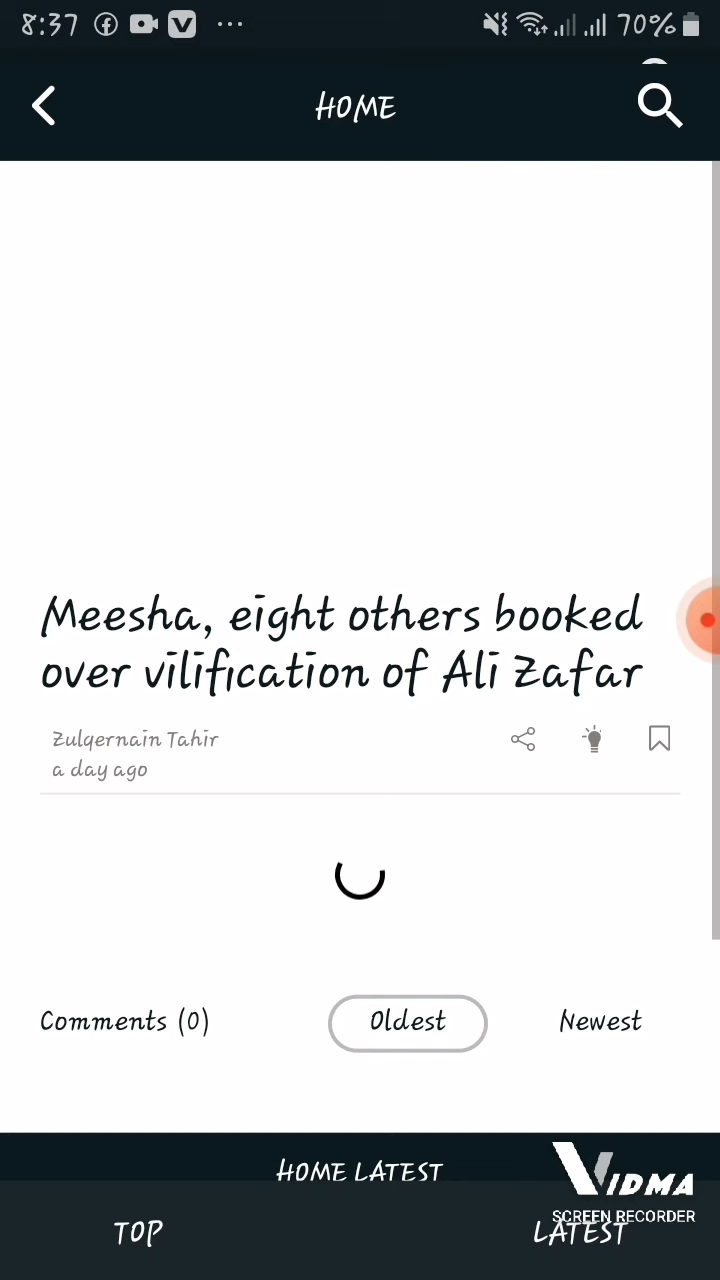 8:37 70%
HOME
Meesha, eight others booked
over vilification of Ali Zafar
Zulqernain Tahir
a day ago
Comments (0) Oldest Newest
HOME LATEST
VIDMA
SCREEN RECORDER
TOP LATEST